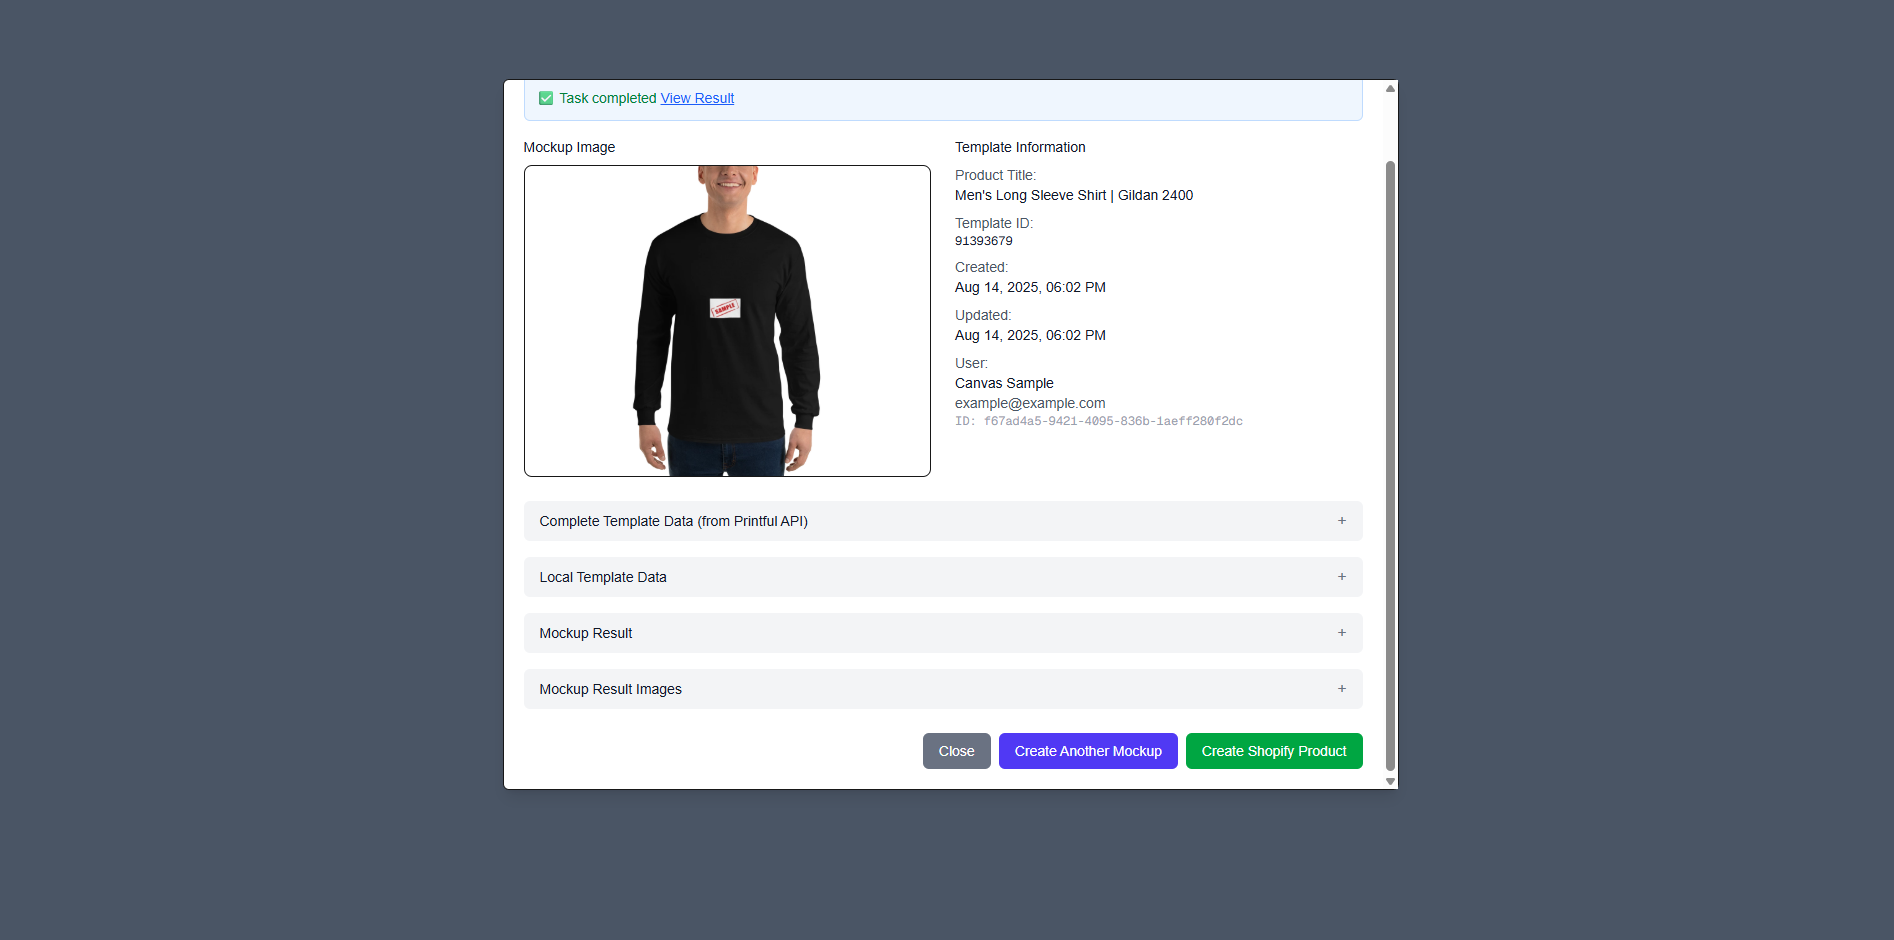 Task completed View Result
Mockup Image
SAMPLE
Template Information
Product Title:
Men's Long Sleeve Shirt | Gildan 2400
Template ID:
91393679
Created:
Aug 14, 2025, 06:02 PM
Updated:
Aug 14, 2025, 06:02 PM
User:
Canvas Sample
example@example.com
ID: f67ad4a5-9421-4095-836b-1aeff280f2dc
Complete Template Data (from Printful API) +
Local Template Data +
Mockup Result +
Mockup Result Images +
Close Create Another Mockup Create Shopify Product